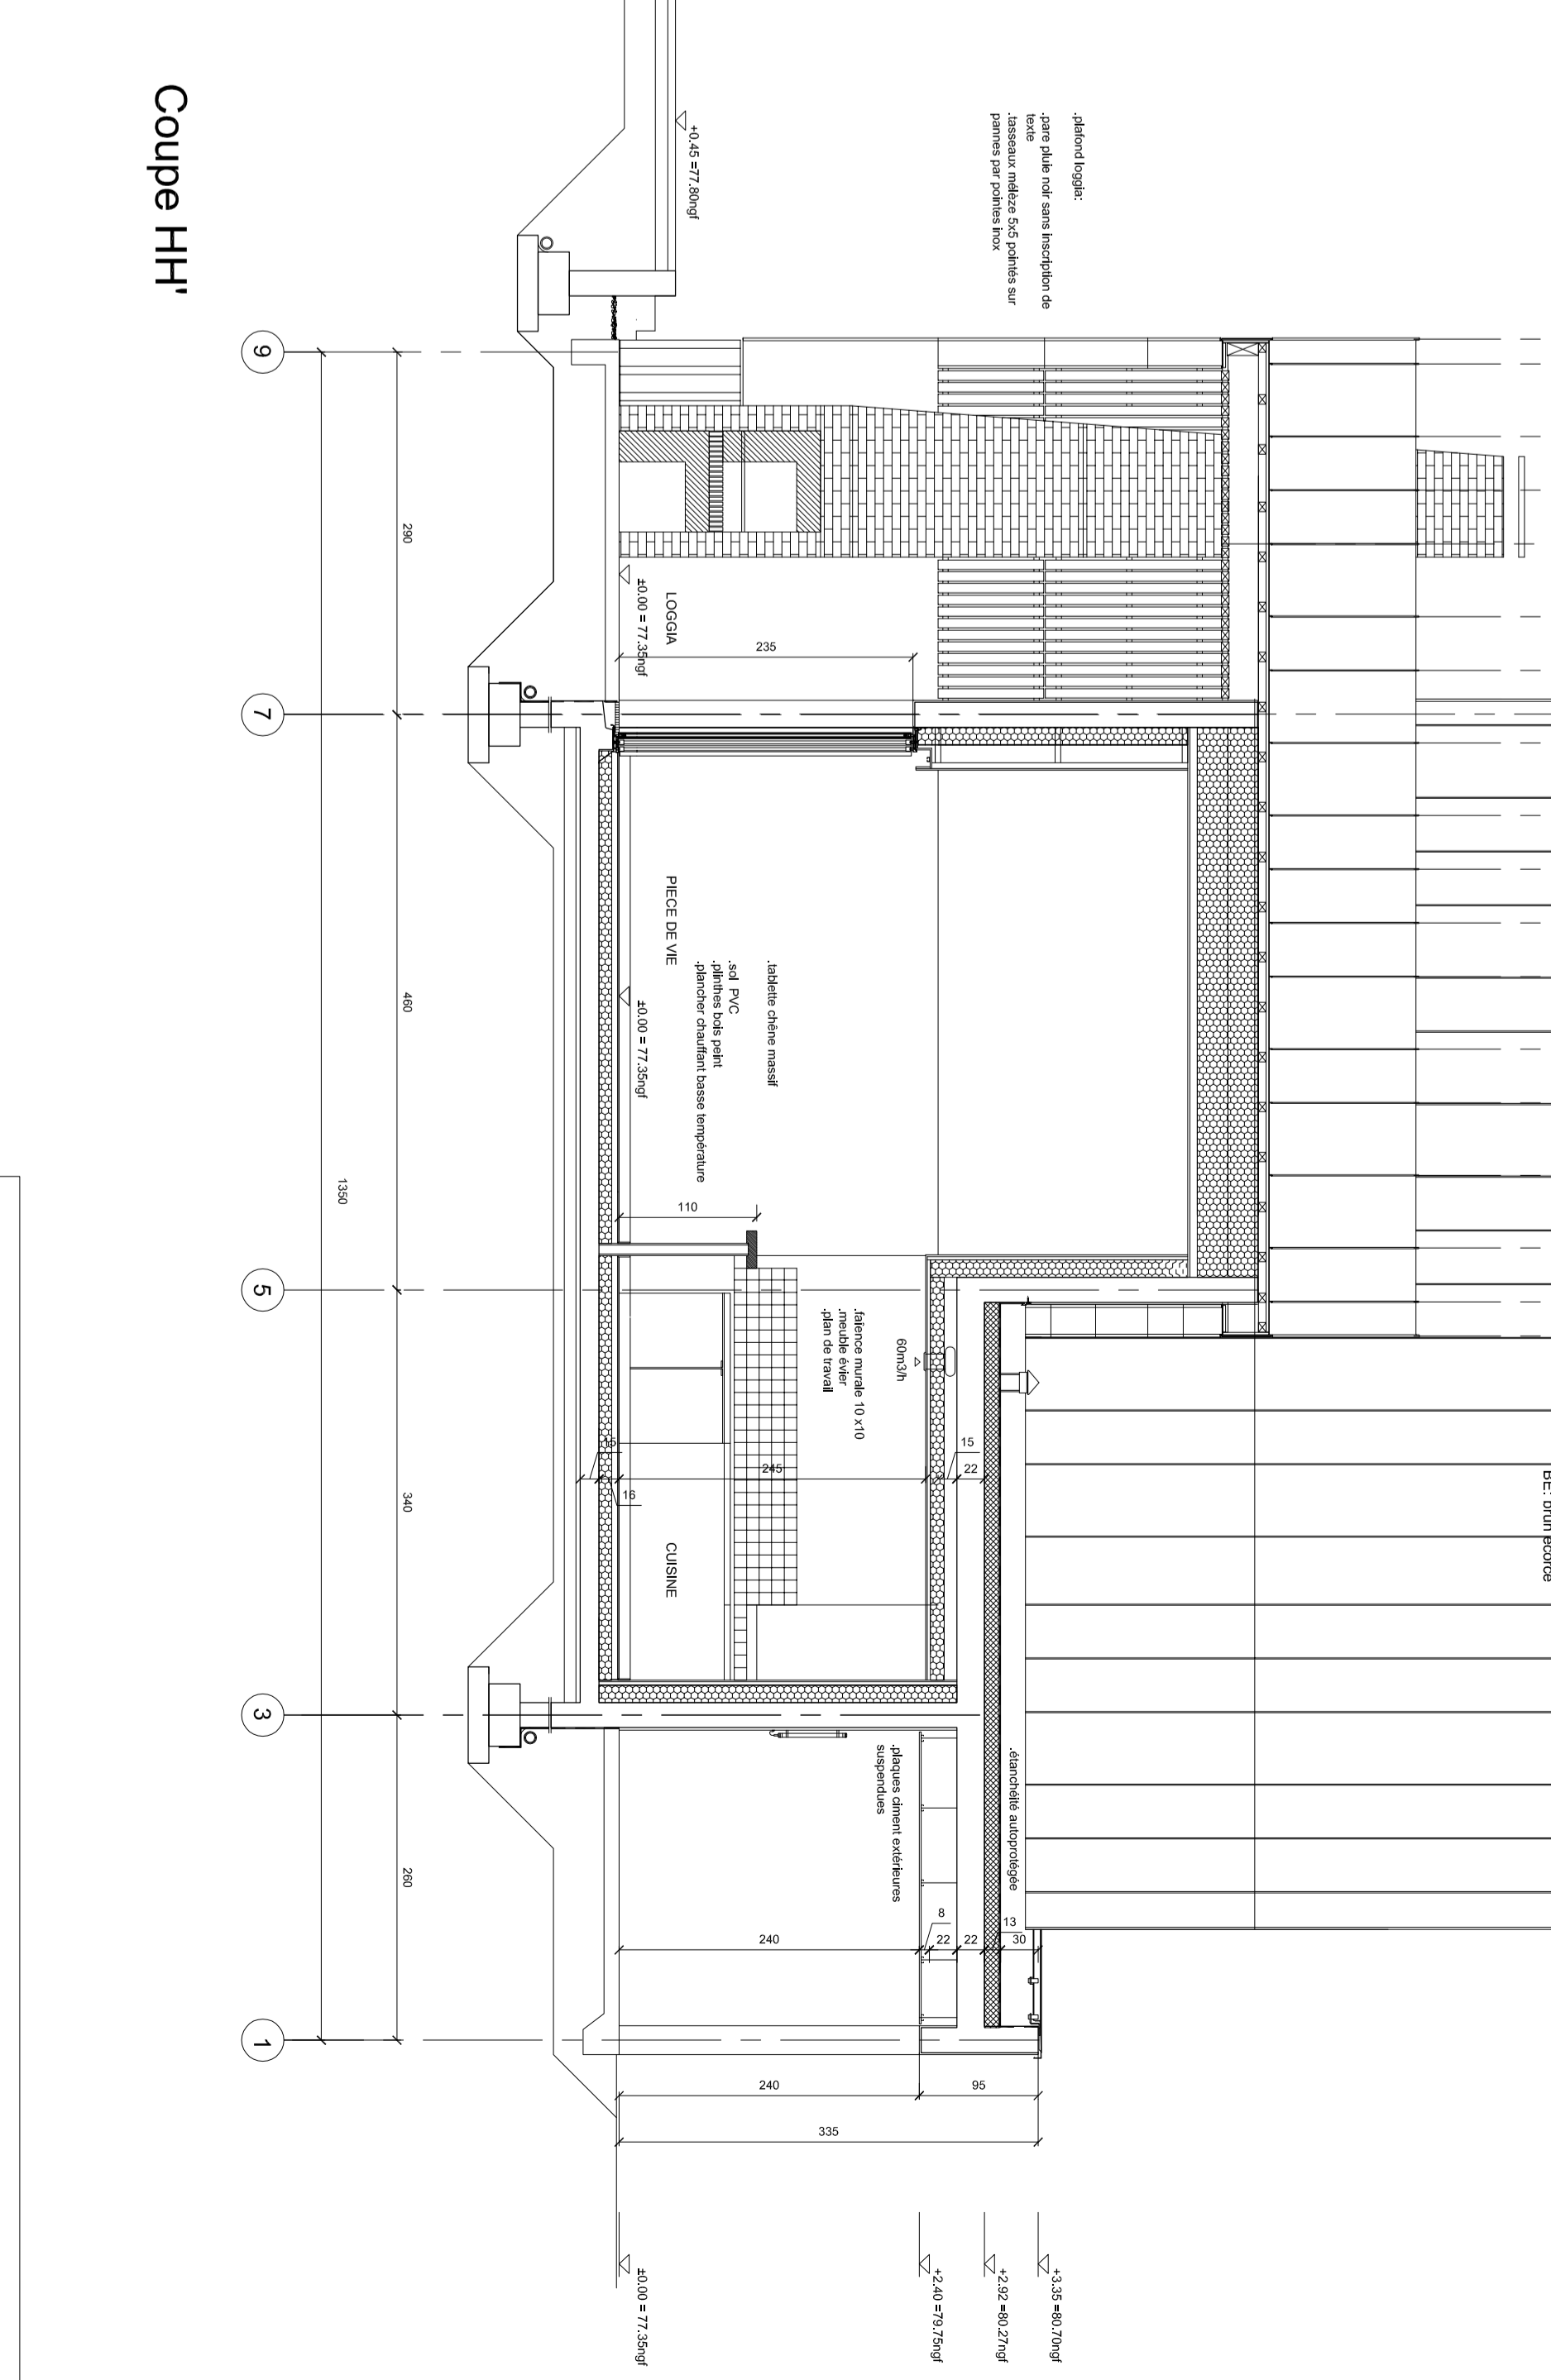 Coupe HH'
.plafond loggia:
.pare pluie noir sans inscription de
texte
.tasseaux mélèze 5x5 pointés sur
pannes par pointes inox
+0.45 =77.80ngf
BE: brun écorce
LOGGIA
±0.00 = 77.35ngf
235
PIECE DE VIE
.tablette chêne massif
.sol  PVC
.plinthes bois peint
.plancher chauffant basse température
±0.00 = 77.35ngf
110
60m3/h
.faïence murale 10 x10
.meuble évier
.plan de travail
CUISINE
15
22
245
15
16
.étanchéité autoprotégée
.plaques ciment extérieures
suspendues
30
13
22
22
8
240
95
240
335
+3.35 =80.70ngf
+2.92 =80.27ngf
+2.40 =79.75ngf
±0.00 = 77.35ngf
290
460
340
260
1350
9
7
5
3
1